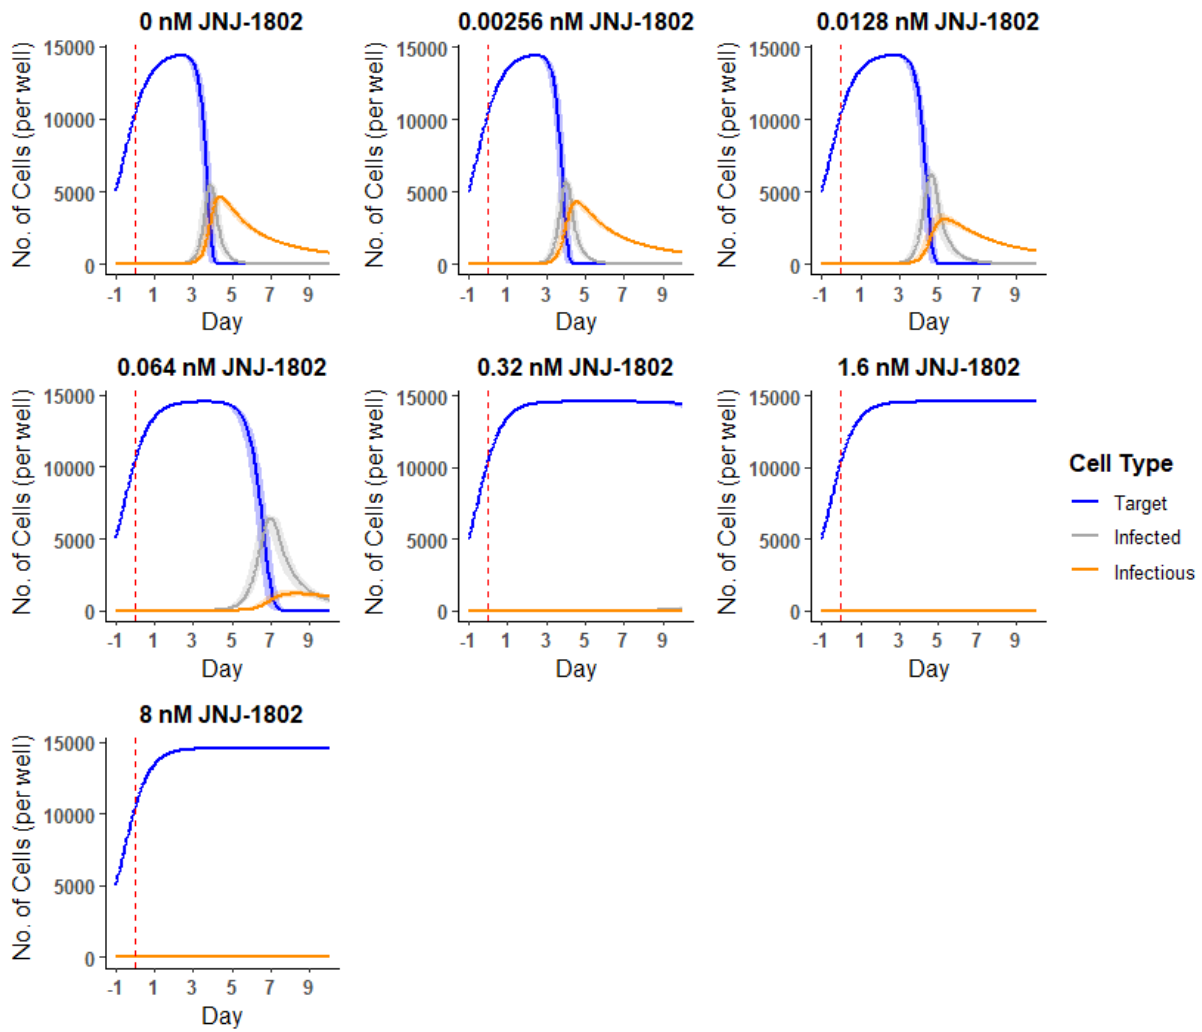 0 nM JNJ-1802
No. of Cells (per well)
15000
10000
5000
0
-1 1 3 5 7 9
Day
0.00256 nM JNJ-1802
No. of Cells (per well)
15000
10000
5000
0
-1 1 3 5 7 9
Day
0.0128 nM JNJ-1802
No. of Cells (per well)
15000
10000
5000
0
-1 1 3 5 7 9
Day
0.064 nM JNJ-1802
No. of Cells (per well)
15000
10000
5000
0
-1 1 3 5 7 9
Day
0.32 nM JNJ-1802
No. of Cells (per well)
15000
10000
5000
0
-1 1 3 5 7 9
Day
1.6 nM JNJ-1802
No. of Cells (per well)
15000
10000
5000
0
-1 1 3 5 7 9
Day
Cell Type
Target
Infected
Infectious
8 nM JNJ-1802
No. of Cells (per well)
15000
10000
5000
0
-1 1 3 5 7 9
Day